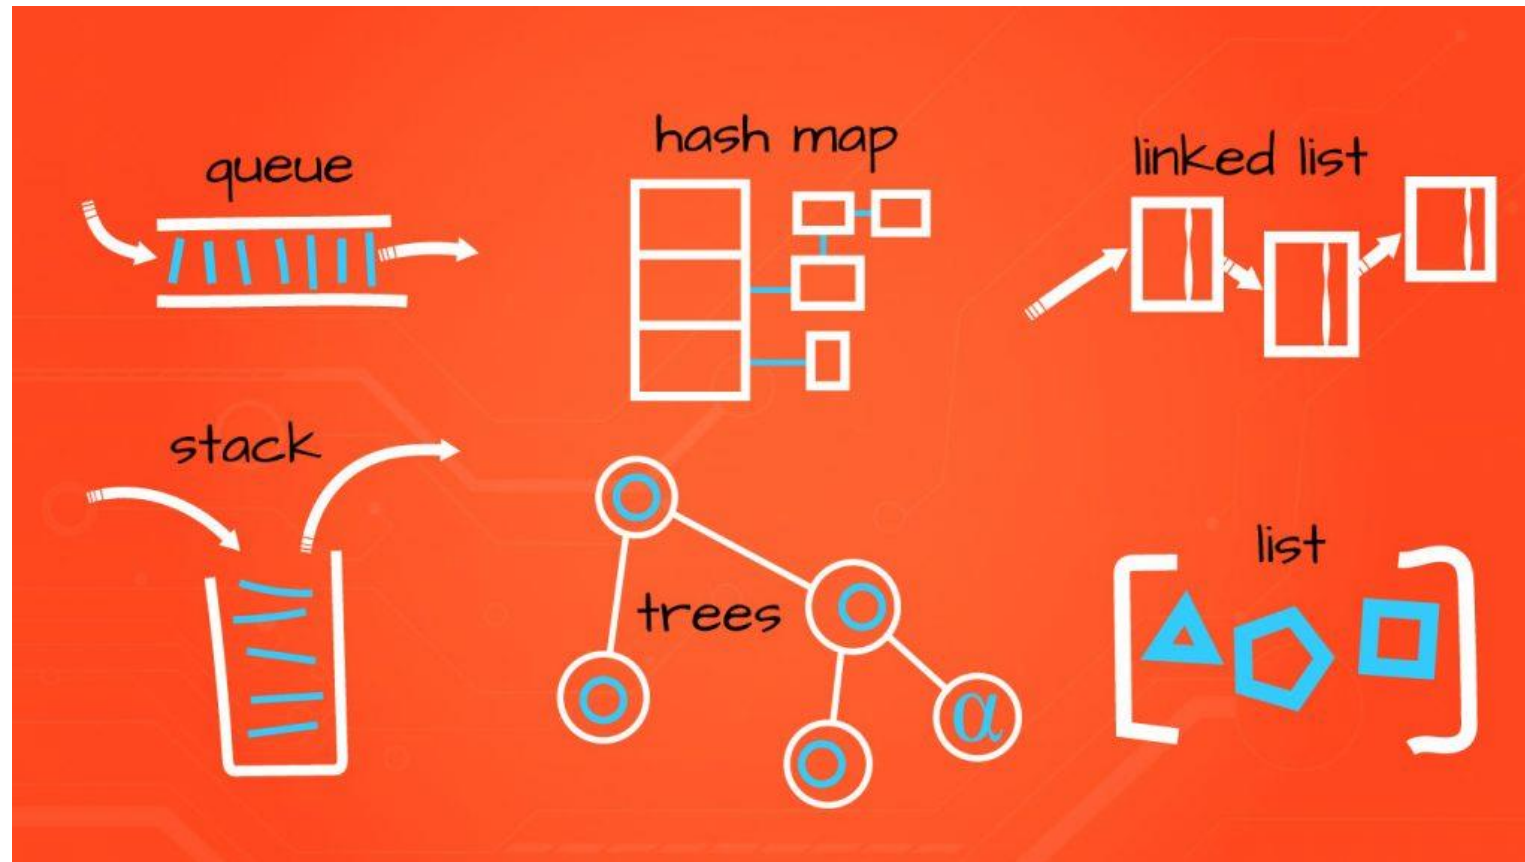 queue
hash map
linked list
stack
trees
α
list